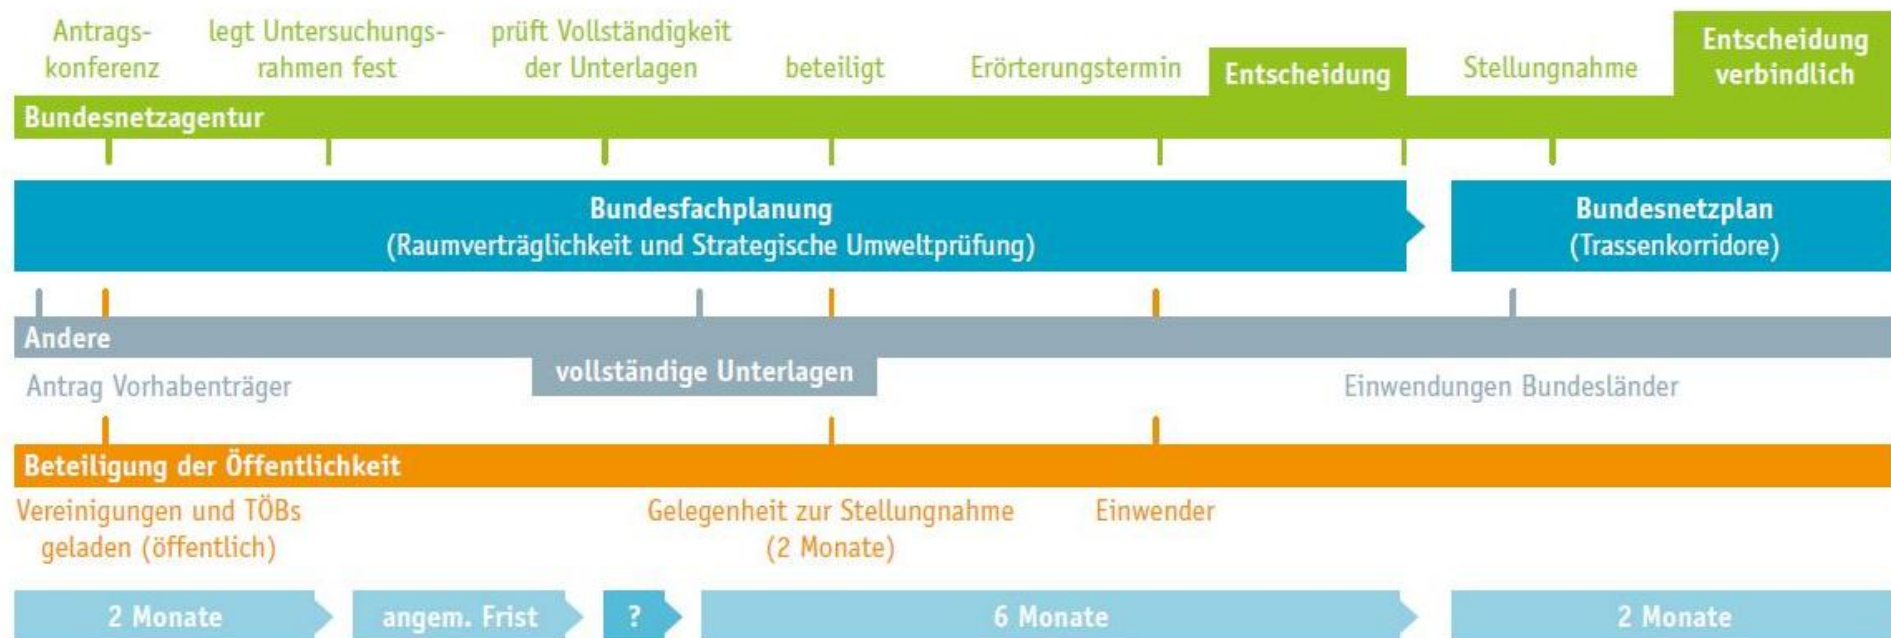 Antrags-
konferenz
legt Untersuchungs-
rahmen fest
prüft Vollständigkeit
der Unterlagen
beteiligt
Erörterungstermin
Entscheidung
Stellungnahme
Entscheidung
verbindlich
Bundesnetzagentur
Bundesfachplanung
(Raumverträglichkeit und Strategische Umweltprüfung)
Bundesnetzplan
(Trassenkorridore)
Andere
Antrag Vorhabenträger
vollständige Unterlagen
Einwendungen Bundesländer
Beteiligung der Öffentlichkeit
Vereinigungen und TÖBs
geladen (öffentlich)
Gelegenheit zur Stellungnahme
(2 Monate)
Einwender
2 Monate
angem. Frist
?
6 Monate
2 Monate